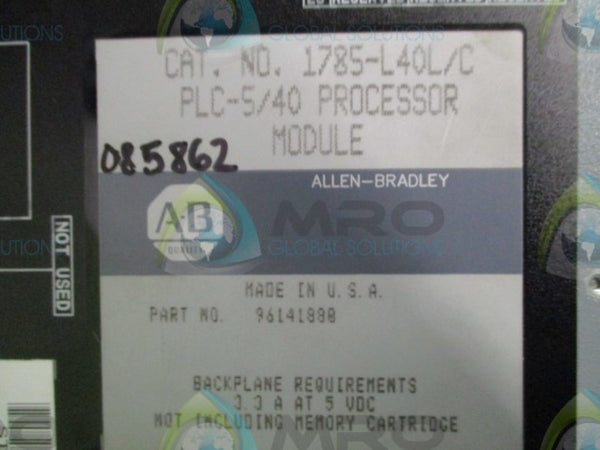 CAT. NO. 1785-L40L/C
PLC-5/40 PROCESSOR
MODULE
085862
ALLEN-BRADLEY
A·B
QUALITY
MRO
GLOBAL SOLUTIONS
NOT USED
MADE IN U.S.A.
PART NO. 96141880
BACKPLANE REQUIREMENTS
3.3 A AT 5 VDC
NOT INCLUDING MEMORY CARTRIDGE